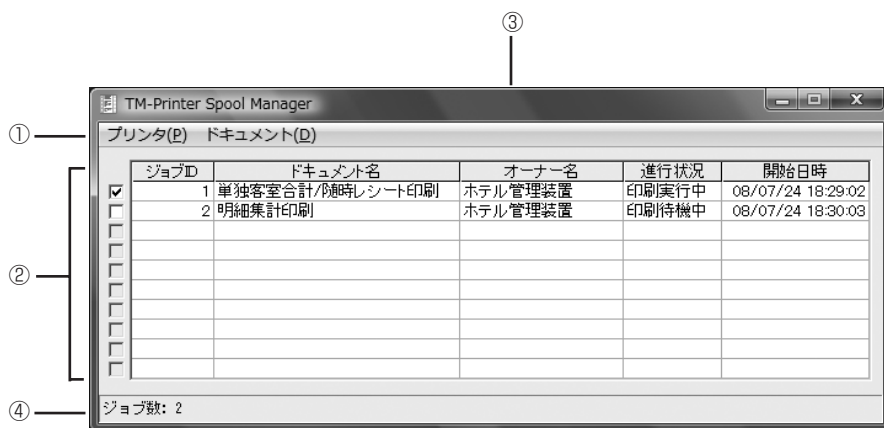 ③
TM-Printer Spool Manager
① プリンタ(P) ドキュメント(D)
ジョブID ドキュメント名 オーナー名 進行状況 開始日時
1 単独客室合計/随時レシート印刷 ホテル管理装置 印刷実行中 08/07/24 18:29:02
2 明細集計印刷 ホテル管理装置 印刷待機中 08/07/24 18:30:03
②
④ ジョブ数: 2